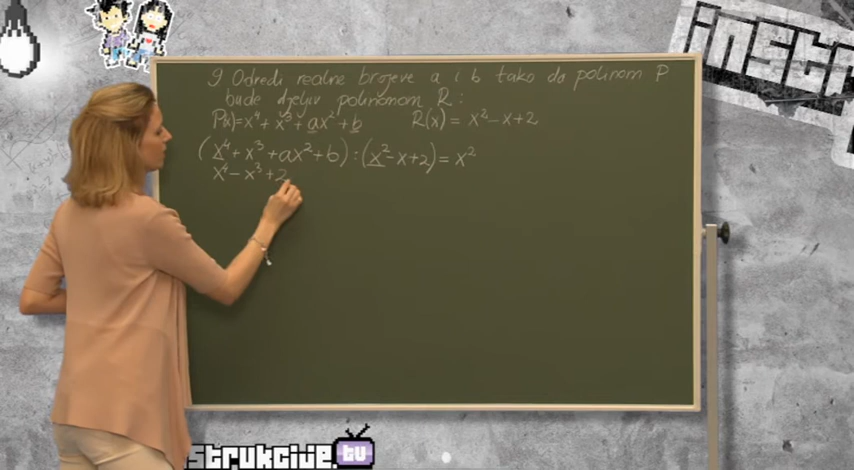 9 Odredi realne brojeve a i b tako da polinom P
bude djeljiv polinomom R:
P(x)=x⁴+x³+ax²+b R(x)=x²-x+2
(x⁴+x³+ax²+b):(x²-x+2)=x²
x⁴-x³+2
strukcije.tv